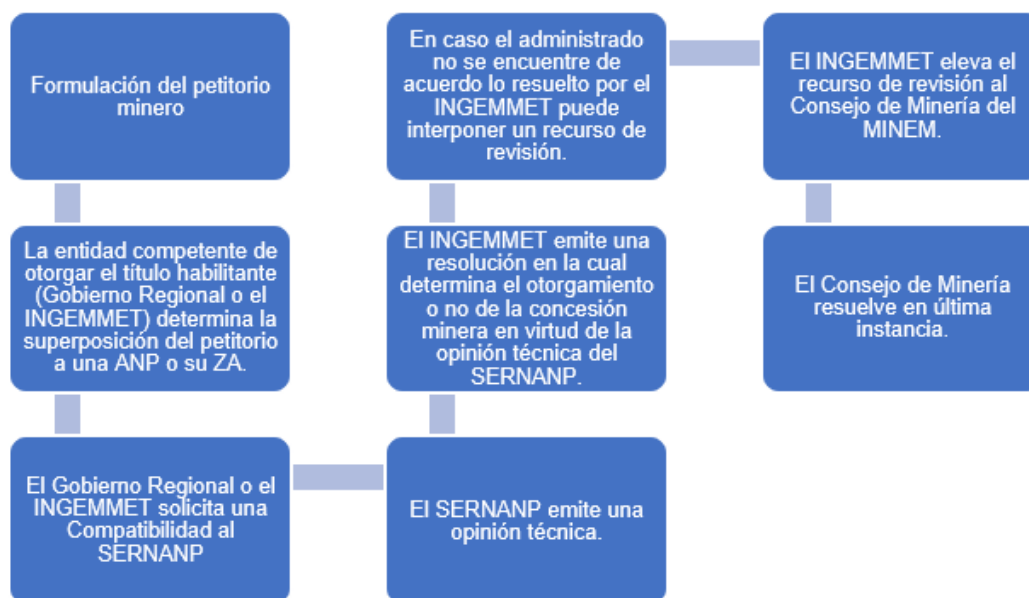 Formulación del petitorio
minero
La entidad competente de
otorgar el título habilitante
(Gobierno Regional o el
INGEMMET) determina la
superposición del petitorio
a una ANP o su ZA.
El Gobierno Regional o el
INGEMMET solicita una
Compatibilidad al
SERNANP
El SERNANP emite una
opinión técnica.
El INGEMMET emite una
resolución en la cual
determina el otorgamiento
o no de la concesión
minera en virtud de la
opinión técnica del
SERNANP.
En caso el administrado
no se encuentre de
acuerdo lo resuelto por el
INGEMMET puede
interponer un recurso de
revisión.
El INGEMMET eleva el
recurso de revisión al
Consejo de Minería del
MINEM.
El Consejo de Minería
resuelve en última
instancia.